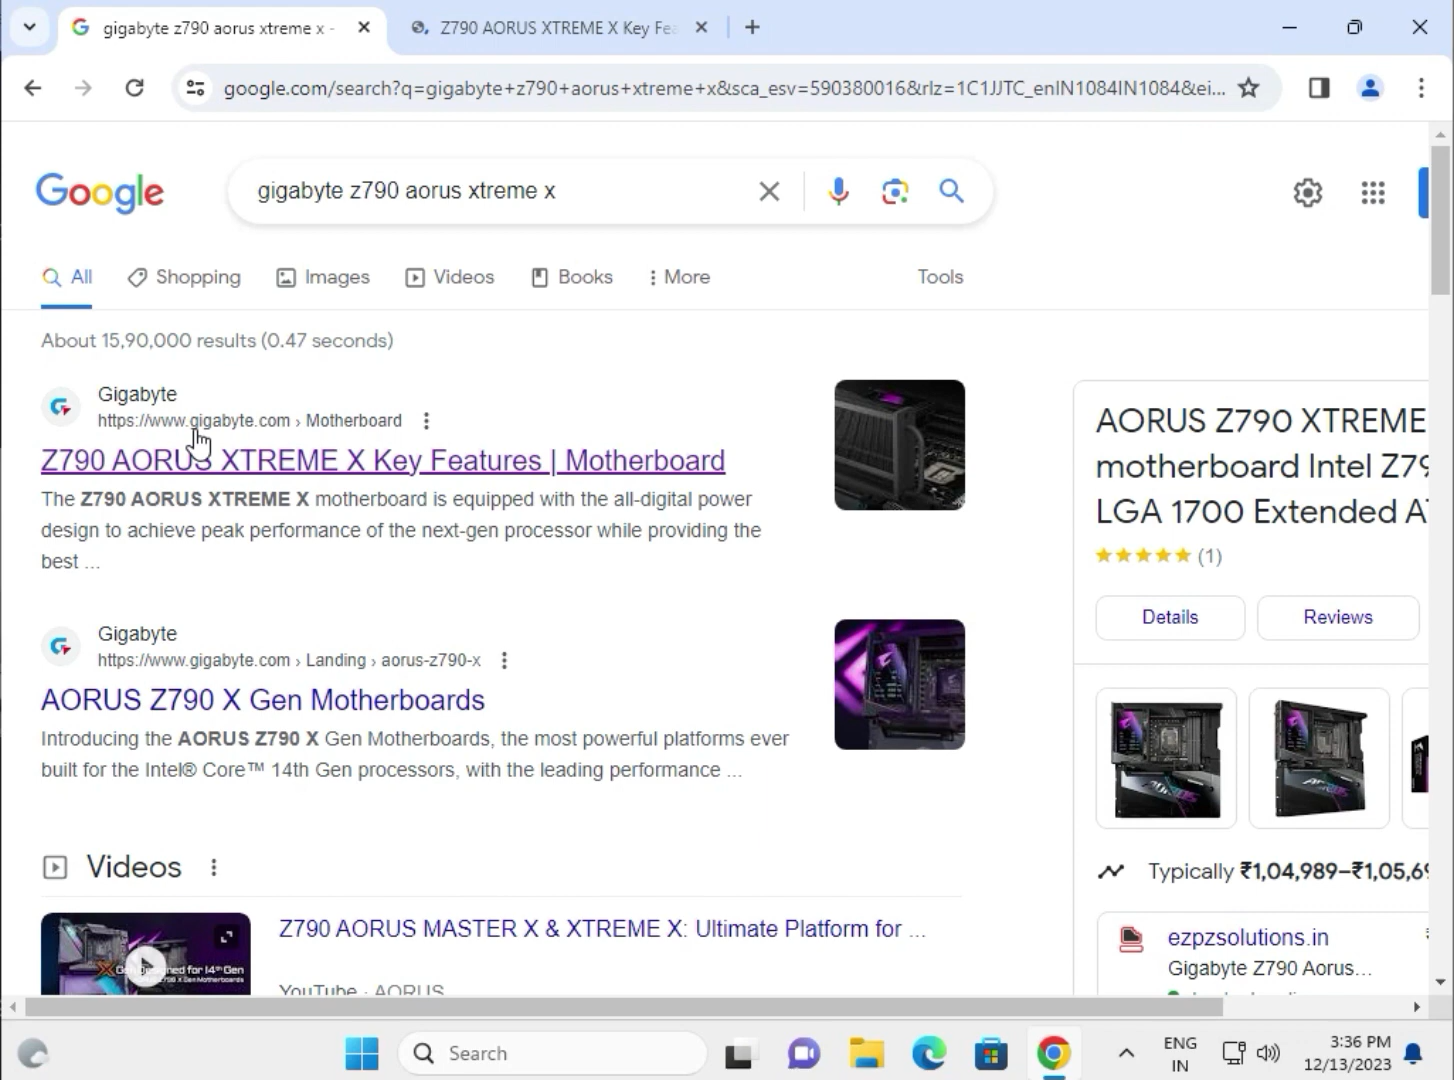 gigabyte z790 aorus xtreme x -
Z790 AORUS XTREME X Key Fea
google.com/search?q=gigabyte+z790+aorus+xtreme+x&sca_esv=590380016&rlz=1C1JJTC_enIN1084IN1084&ei...
Google
gigabyte z790 aorus xtreme x
All
Shopping
Images
Videos
Books
More
Tools
About 15,90,000 results (0.47 seconds)
Gigabyte
https://www.gigabyte.com › Motherboard
Z790 AORUS XTREME X Key Features | Motherboard
The Z790 AORUS XTREME X motherboard is equipped with the all-digital power
design to achieve peak performance of the next-gen processor while providing the
best ...
Gigabyte
https://www.gigabyte.com › Landing › aorus-z790-x
AORUS Z790 X Gen Motherboards
Introducing the AORUS Z790 X Gen Motherboards, the most powerful platforms ever
built for the Intel® Core™ 14th Gen processors, with the leading performance ...
Videos
Z790 AORUS MASTER X & XTREME X: Ultimate Platform for ...
YouTube · AORUS
Designed for 14th Gen
AORUS Z790 XTREME
motherboard Intel Z79
LGA 1700 Extended A
(1)
Details
Reviews
Typically ₹1,04,989–₹1,05,69
ezpzsolutions.in
Gigabyte Z790 Aorus...
Search
ENG
IN
3:36 PM
12/13/2023